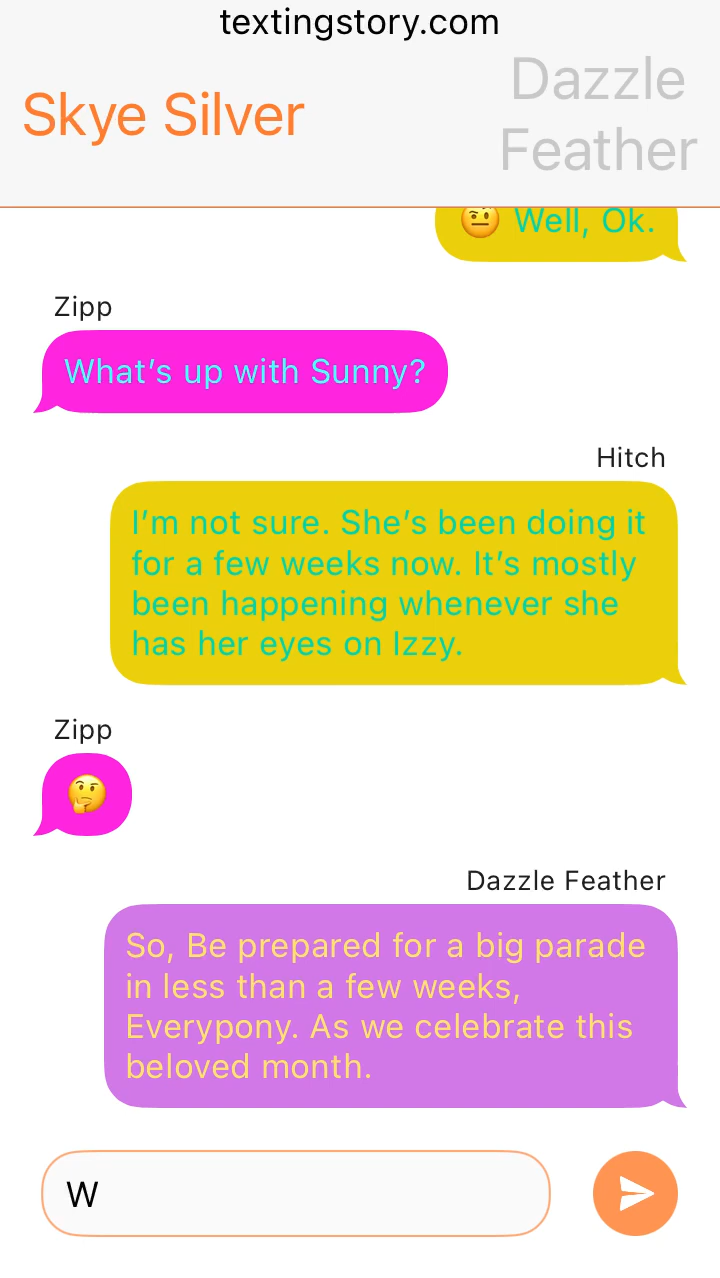 textingstory.com
Skye Silver
Dazzle
Feather
😐 Well, Ok.
Zipp
What’s up with Sunny?
Hitch
I’m not sure. She’s been doing it
for a few weeks now. It’s mostly
been happening whenever she
has her eyes on Izzy.
Zipp
🤔
Dazzle Feather
So, Be prepared for a big parade
in less than a few weeks,
Everypony. As we celebrate this
beloved month.
W